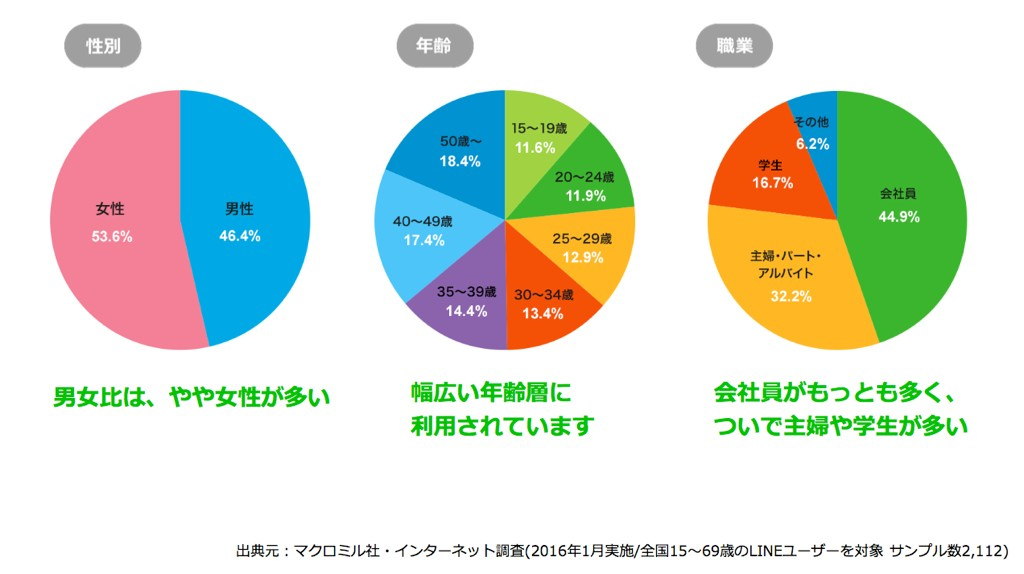 性別
女性
53.6%
男性
46.4%
男女比は、やや女性が多い
年齢
15〜19歳
11.6%
20〜24歳
11.9%
25〜29歳
12.9%
30〜34歳
13.4%
35〜39歳
14.4%
40〜49歳
17.4%
50歳〜
18.4%
幅広い年齢層に
利用されています
職業
会社員
44.9%
主婦・パート・
アルバイト
32.2%
学生
16.7%
その他
6.2%
会社員がもっとも多く、
ついで主婦や学生が多い
出典元：マクロミル社・インターネット調査(2016年1月実施/全国15〜69歳のLINEユーザーを対象 サンプル数2,112)